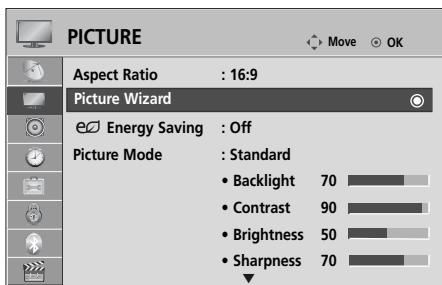 PICTURE
Move OK
Aspect Ratio : 16:9
Picture Wizard
Energy Saving : Off
Picture Mode : Standard
• Backlight 70
• Contrast 90
• Brightness 50
• Sharpness 70